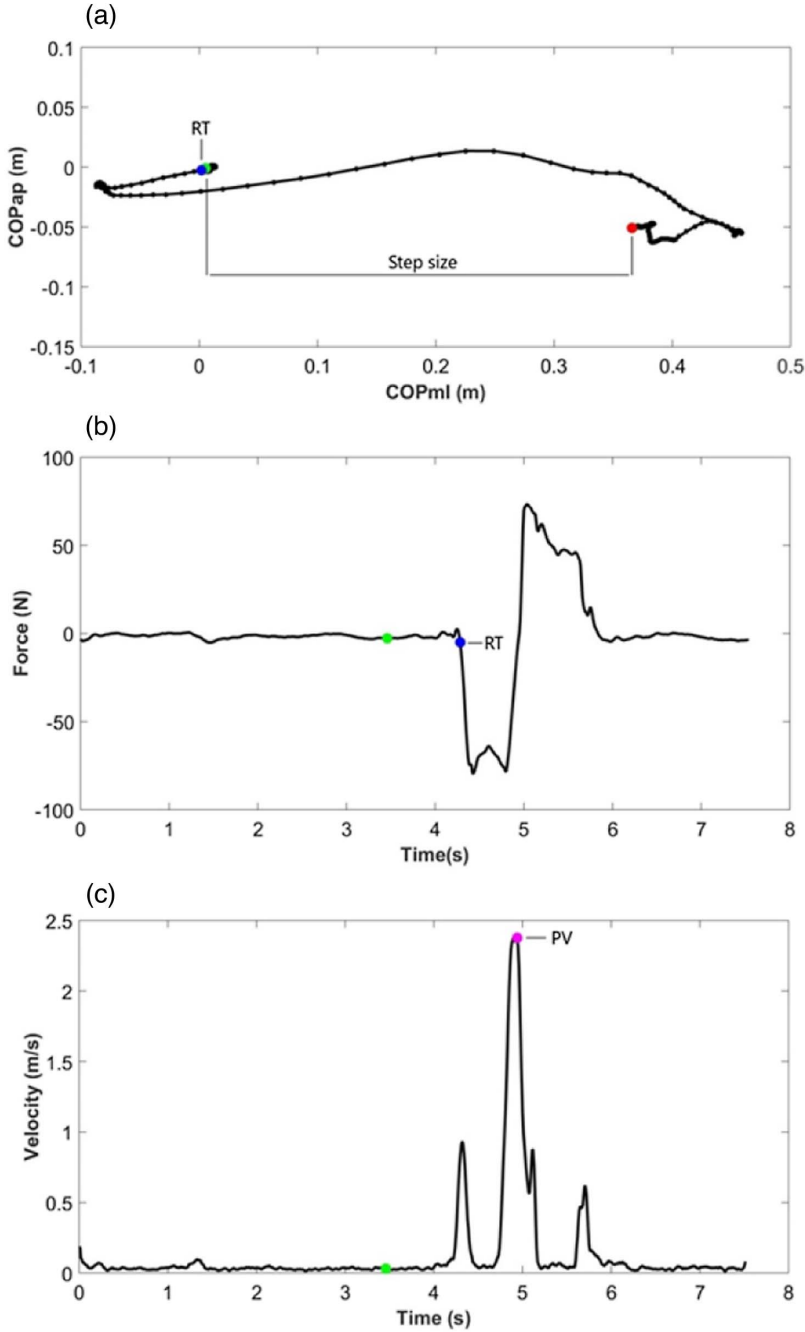 (a)
0.1
0.05
0
-0.05
-0.1
-0.15
COPap (m)
RT
Step size
-0.1 0 0.1 0.2 0.3 0.4 0.5
COPml (m)
(b)
100
50
0
-50
-100
Force (N)
RT
0 1 2 3 4 5 6 7 8
Time(s)
(c)
2.5
2
1.5
1
0.5
0
Velocity (m/s)
PV
0 1 2 3 4 5 6 7 8
Time (s)